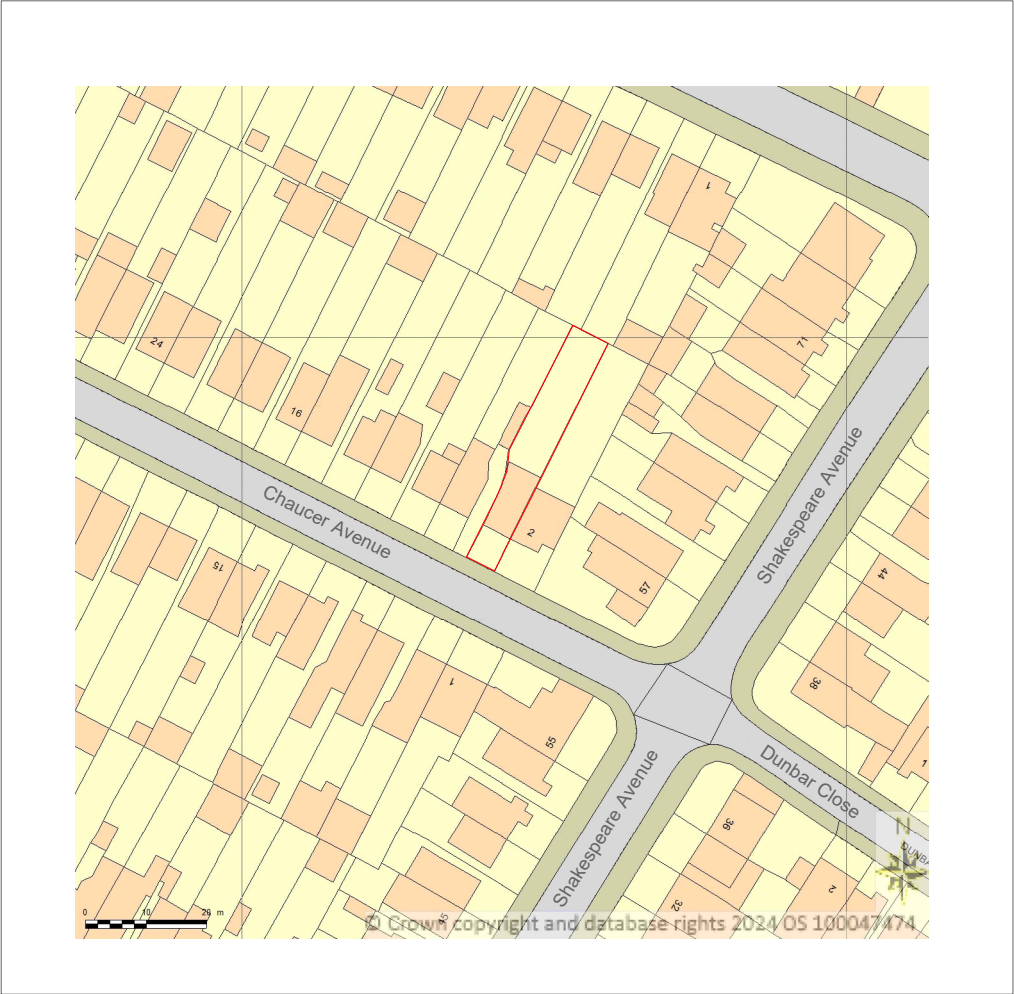 1
71
24
16
Chaucer Avenue
2
57
Shakespeare Avenue
44
15
38
1
1
55
Dunbar Close
Shakespeare Avenue
36
32
2
45
N
0 10 20 m
© Crown copyright and database rights 2024 OS 100047474